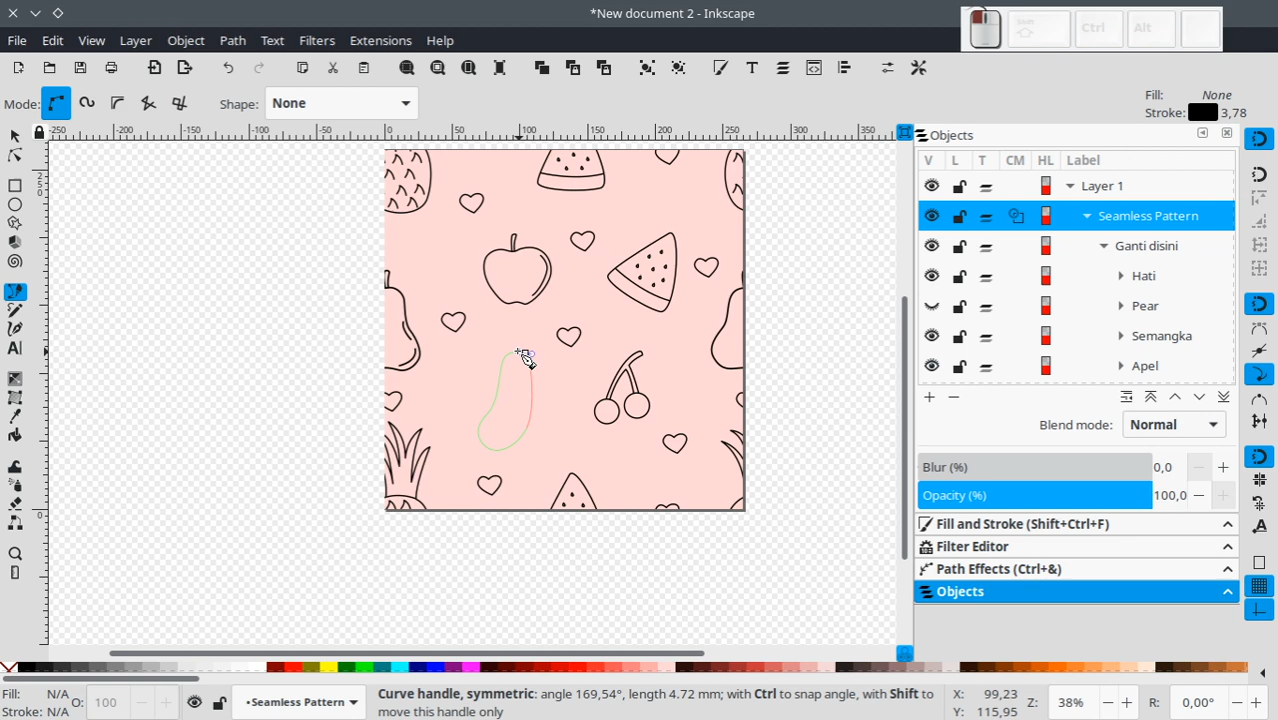 *New document 2 - Inkscape
Shift
Ctrl
Alt
File Edit View Layer Object Path Text Filters Extensions Help
Mode:
Shape: None
Fill: None
Stroke: 3,78
-250 -200 -150 -100 -50 0 50 100 150 200 250 300 350
250
0
Objects
V L T CM HL Label
Layer 1
Seamless Pattern
Ganti disini
Hati
Pear
Semangka
Apel
Blend mode: Normal
Blur (%) 0,0
Opacity (%) 100,0
Fill and Stroke (Shift+Ctrl+F)
Filter Editor
Path Effects (Ctrl+&)
Objects
Fill: N/A
Stroke: N/A
O: 100
•Seamless Pattern
Curve handle, symmetric: angle 169,54°, length 4.72 mm; with Ctrl to snap angle, with Shift to
move this handle only
X: 99,23
Y: 115,95
Z: 38%
R: 0,00°